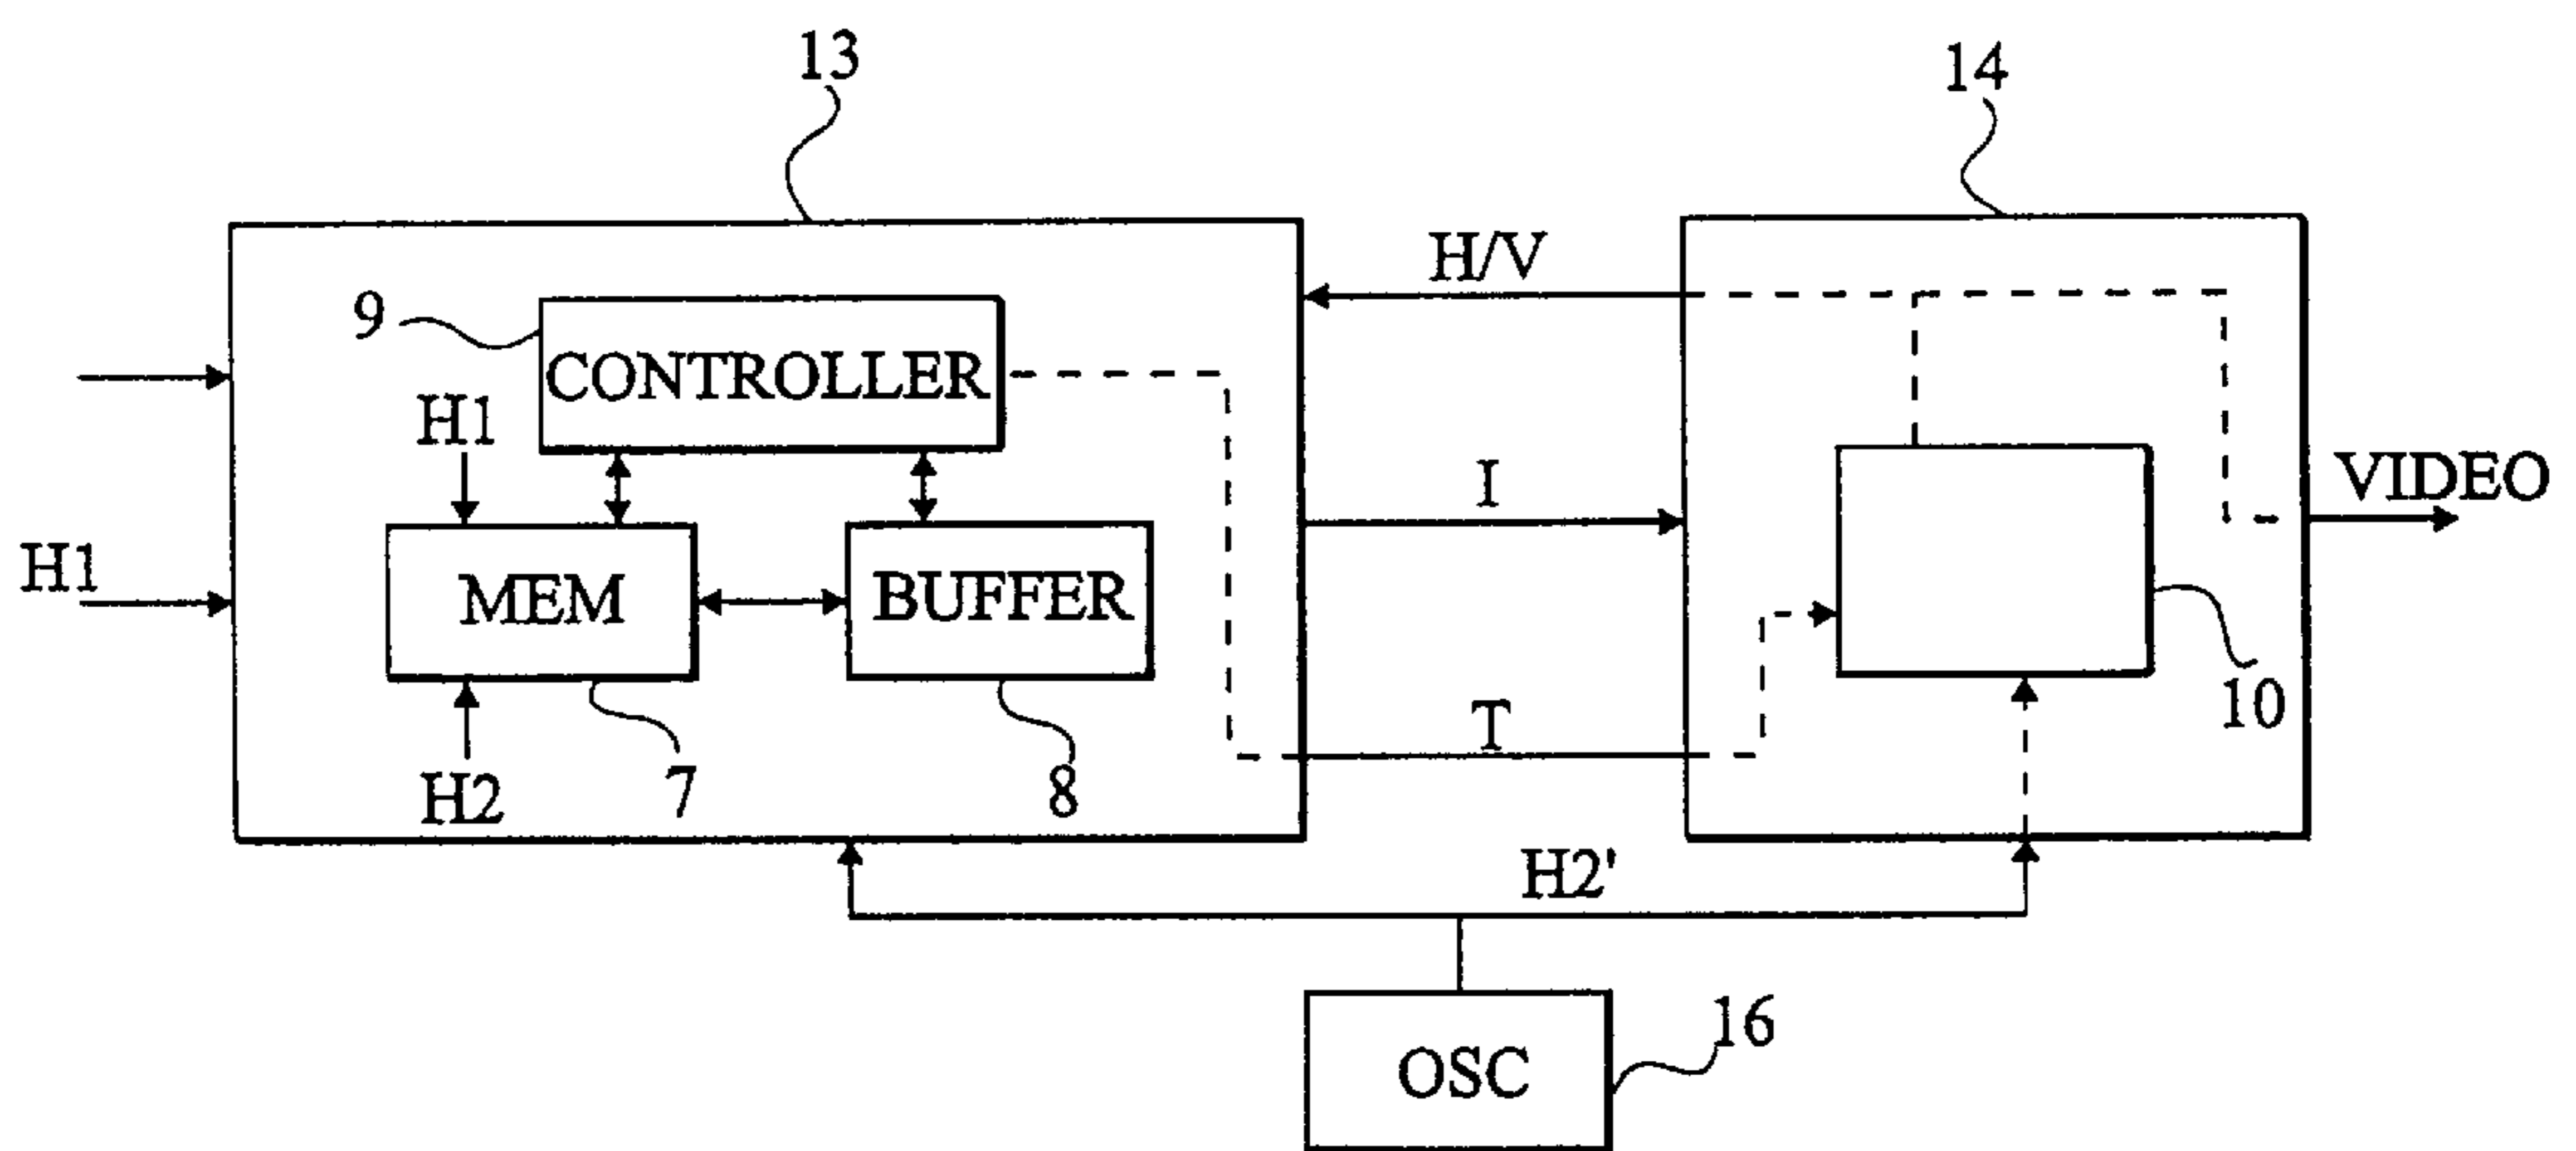 13
14
H/V
9
CONTROLLER
H1
I
VIDEO
H1
MEM
BUFFER
10
T
H2
7
8
H2'
16
OSC